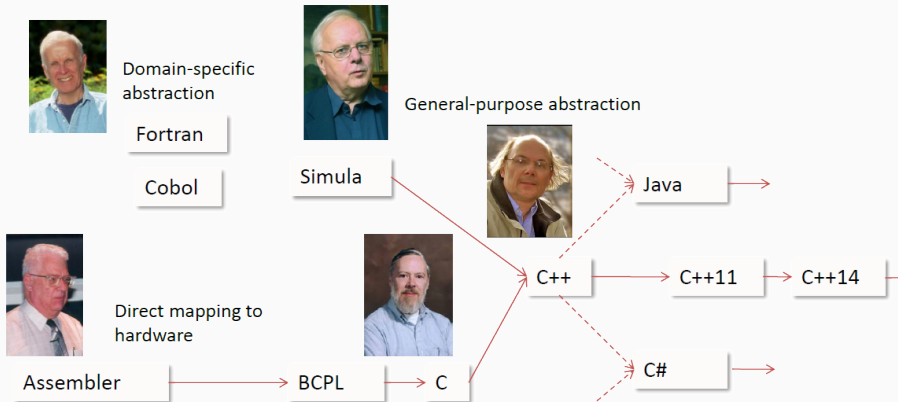 Domain-specific
abstraction
General-purpose abstraction
Fortran
Cobol
Simula
Java
C++
C++11
C++14
Direct mapping to
hardware
Assembler
BCPL
C
C#